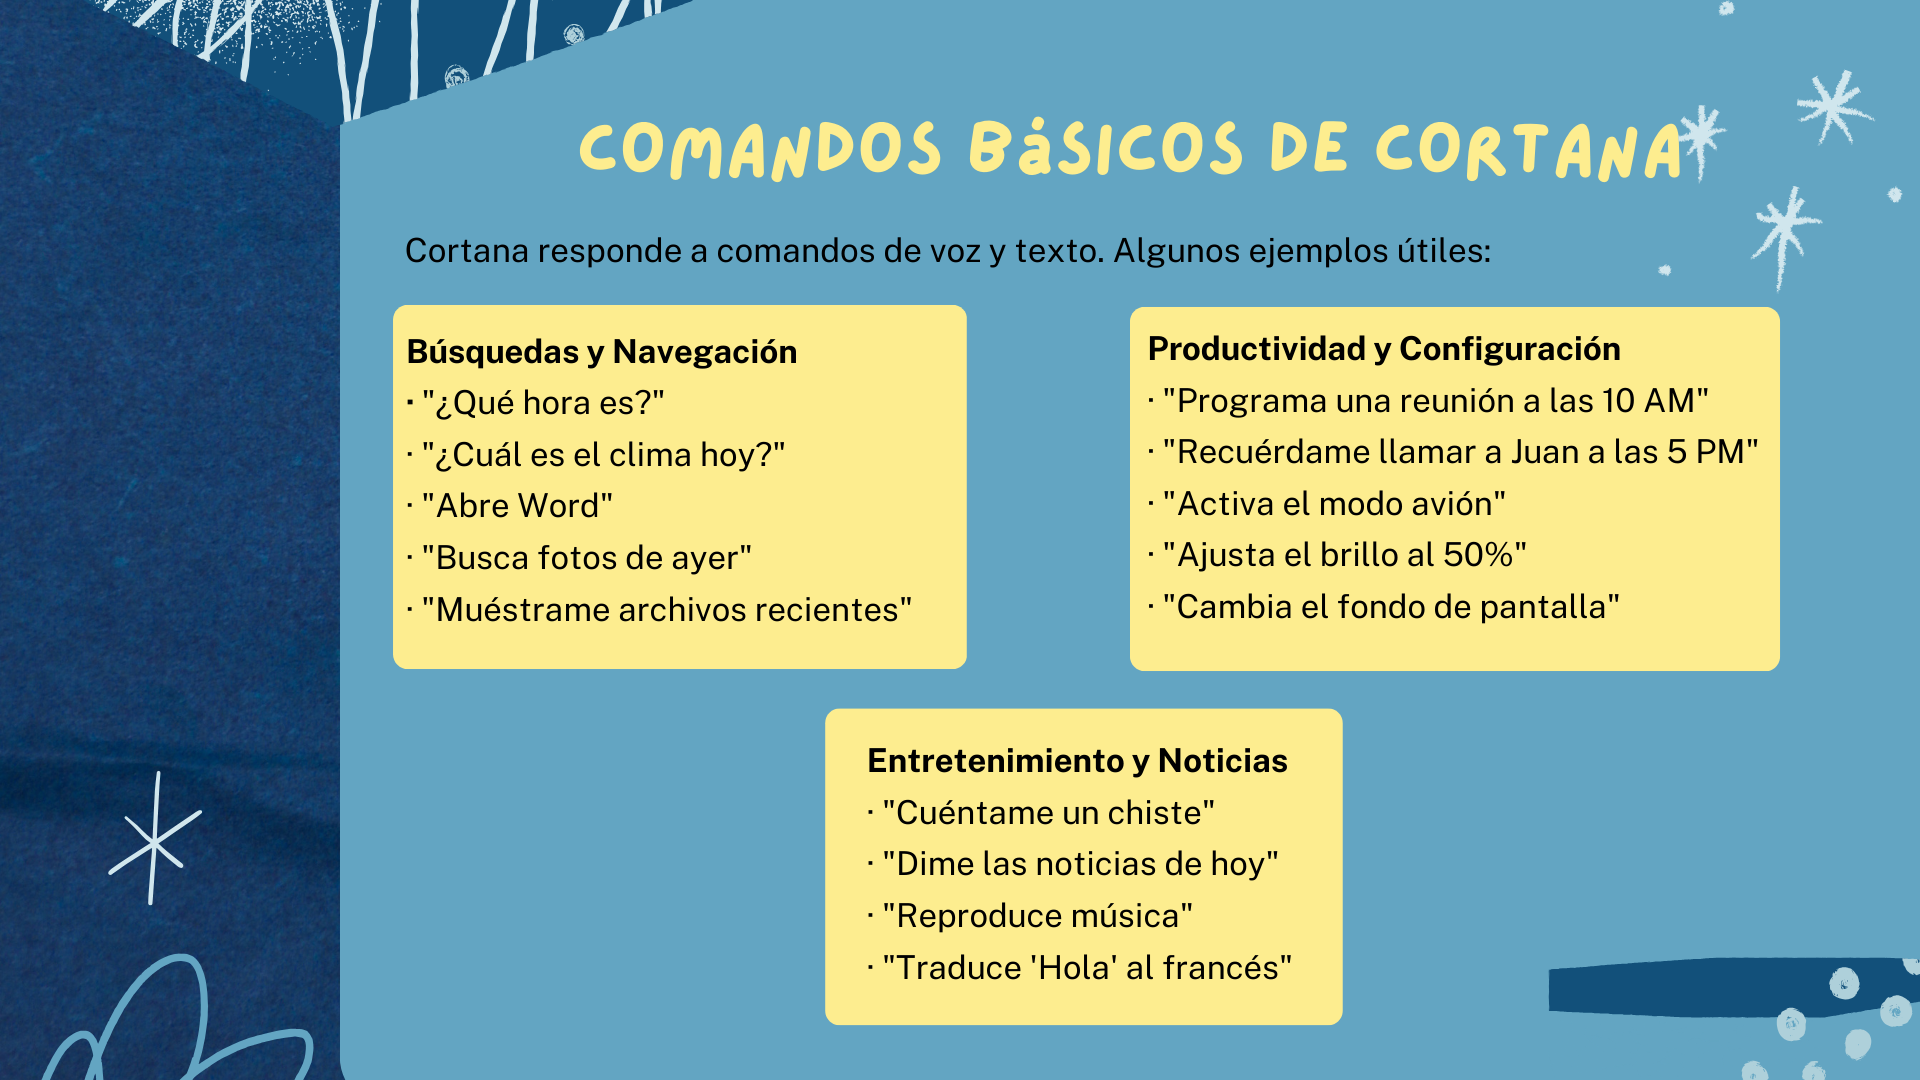 COMANDOS BáSICOS DE CORTANA
Cortana responde a comandos de voz y texto. Algunos ejemplos útiles:
Búsquedas y Navegación
· "¿Qué hora es?"
· "¿Cuál es el clima hoy?"
· "Abre Word"
· "Busca fotos de ayer"
· "Muéstrame archivos recientes"
Productividad y Configuración
· "Programa una reunión a las 10 AM"
· "Recuérdame llamar a Juan a las 5 PM"
· "Activa el modo avión"
· "Ajusta el brillo al 50%"
· "Cambia el fondo de pantalla"
Entretenimiento y Noticias
· "Cuéntame un chiste"
· "Dime las noticias de hoy"
· "Reproduce música"
· "Traduce 'Hola' al francés"